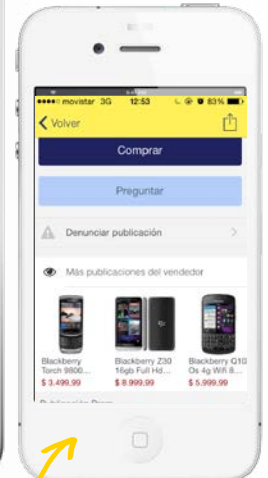 movistar 3G 12:53 83%
Volver
Comprar
Preguntar
Denunciar publicación
Más publicaciones del vendedor
Blackberry Torch 9800...
$ 3.499,99
Blackberry Z30 16gb Full Hd...
$ 8.999,99
Blackberry Q10 Os 4g Wifi 8...
$ 5.999,99